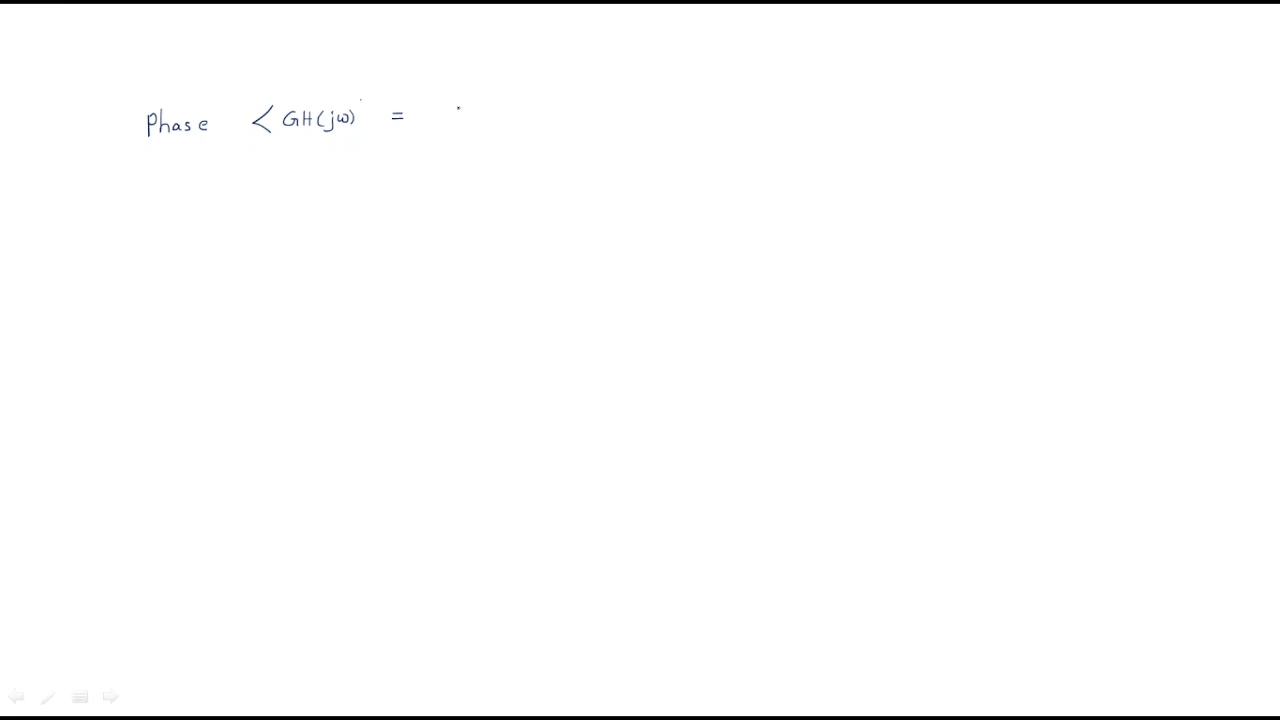 Phase < GH(jω) =